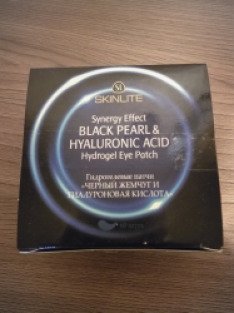 SKINLITE
Synergy Effect
BLACK PEARL &
HYALURONIC ACID
Hydrogel Eye Patch
Гидрогелевые патчи
«ЧЕРНЫЙ ЖЕМЧУГ И
ГИАЛУРОНОВАЯ КИСЛОТА»